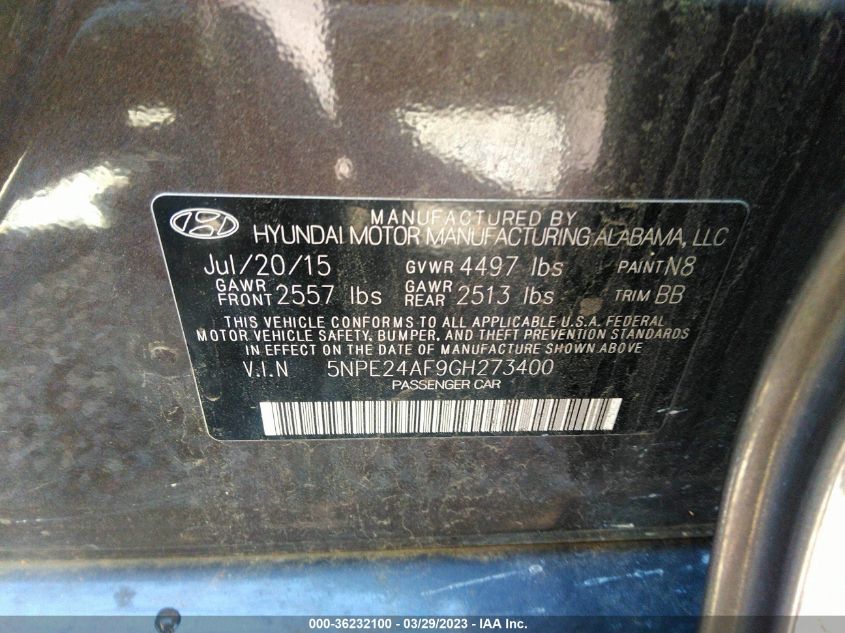 MANUFACTURED BY
HYUNDAI MOTOR MANUFACTURING ALABAMA, LLC
Jul/20/15 GVWR 4497 lbs PAINT N8
GAWR FRONT 2557 lbs GAWR REAR 2513 lbs TRIM BB
THIS VEHICLE CONFORMS TO ALL APPLICABLE U.S.A. FEDERAL
MOTOR VEHICLE SAFETY, BUMPER, AND THEFT PREVENTION STANDARDS
IN EFFECT ON THE DATE OF MANUFACTURE SHOWN ABOVE
V.I.N 5NPE24AF9GH273400
PASSENGER CAR
000-36232100 - 03/29/2023 - IAA Inc.